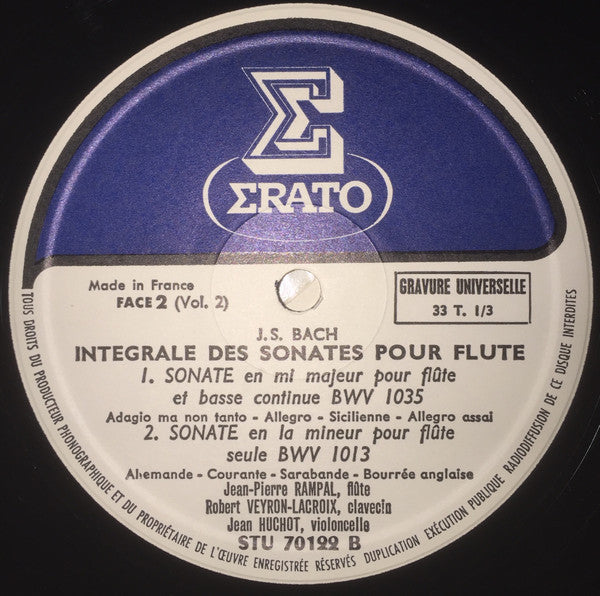 Σ
ΣRATO
Made in France
FACE 2 (Vol. 2)
GRAVURE UNIVERSELLE
33 T. 1/3
J.S. BACH
INTEGRALE DES SONATES POUR FLUTE
1. SONATE en mi majeur pour flûte
et basse continue BWV 1035
Adagio ma non tanto - Allegro - Sicilienne - Allegro assai
2. SONATE en la mineur pour flûte
seule BWV 1013
Allemande - Courante - Sarabande - Bourrée anglaise
Jean-Pierre RAMPAL, flûte
Robert VEYRON-LACROIX, clavecin
Jean HUCHOT, violoncelle
STU 70122 B
TOUS DROITS DU PRODUCTEUR PHONOGRAPHIQUE ET DU PROPRIÉTAIRE DE L'ŒUVRE ENREGISTRÉE RÉSERVÉS DUPLICATION EXÉCUTION PUBLIQUE RADIODIFFUSION DE CE DISQUE INTERDITES